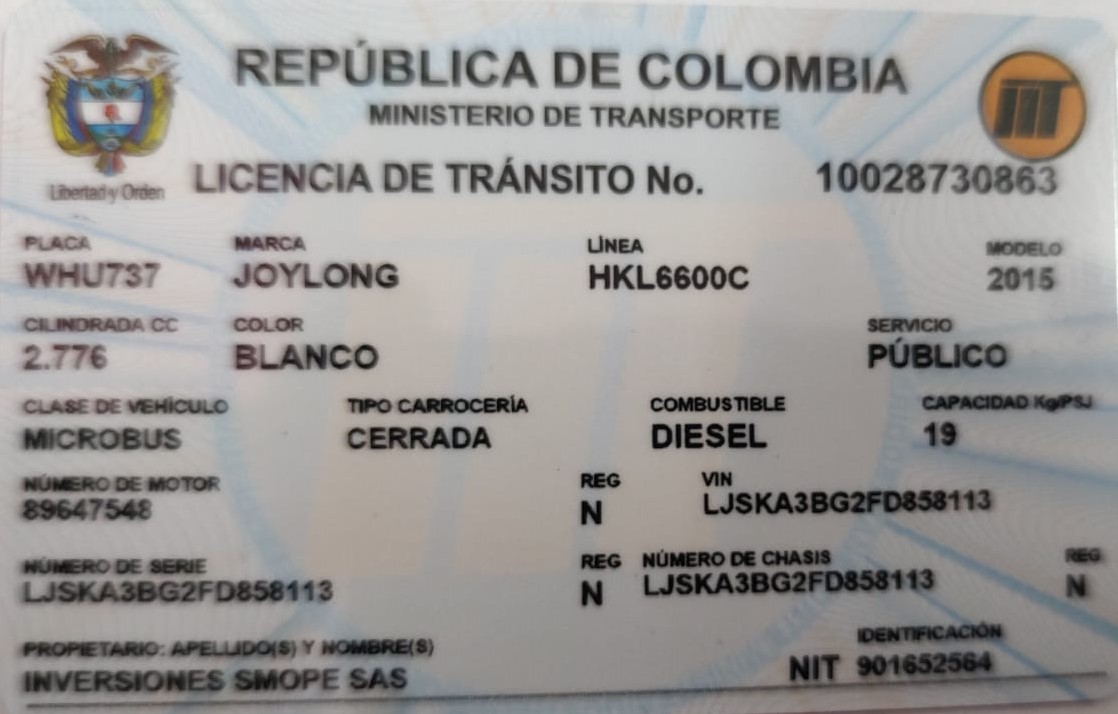 REPÚBLICA DE COLOMBIA
MINISTERIO DE TRANSPORTE
Libertad y Orden
LICENCIA DE TRÁNSITO No. 10028730863
PLACA MARCA LÍNEA MODELO
WHU737 JOYLONG HKL6600C 2015
CILINDRADA CC COLOR SERVICIO
2.776 BLANCO PÚBLICO
CLASE DE VEHÍCULO TIPO CARROCERÍA COMBUSTIBLE CAPACIDAD Kg/PSJ
MICROBUS CERRADA DIESEL 19
NÚMERO DE MOTOR REG VIN
89647548 N LJSKA3BG2FD858113
NÚMERO DE SERIE REG NÚMERO DE CHASIS REG
LJSKA3BG2FD858113 N LJSKA3BG2FD858113 N
PROPIETARIO: APELLIDO(S) Y NOMBRE(S) IDENTIFICACIÓN
INVERSIONES SMOPE SAS NIT 901652564